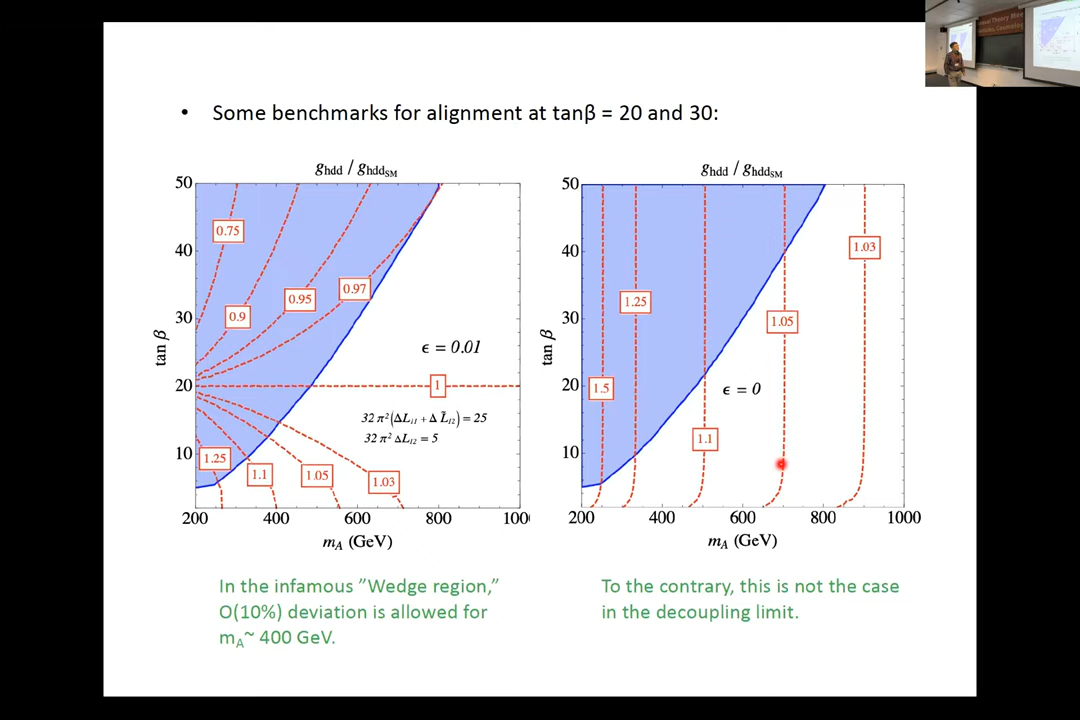 • Some benchmarks for alignment at tanβ = 20 and 30:
g_hdd / g_hdd_SM
50
40
30
20
10
tan β
0.75
0.9
0.95
0.97
ϵ = 0.01
1
32 π² (ΔL₁₁ + Δ L̃₁₂) = 25
32 π² ΔL₁₂ = 5
1.25
1.1
1.05
1.03
200 400 600 800 100
m_A (GeV)
g_hdd / g_hdd_SM
50
40
30
20
10
tan β
1.03
1.25
1.05
1.5
ϵ = 0
1.1
200 400 600 800 1000
m_A (GeV)
In the infamous ”Wedge region,”
O(10%) deviation is allowed for
m_A~ 400 GeV.
To the contrary, this is not the case
in the decoupling limit.